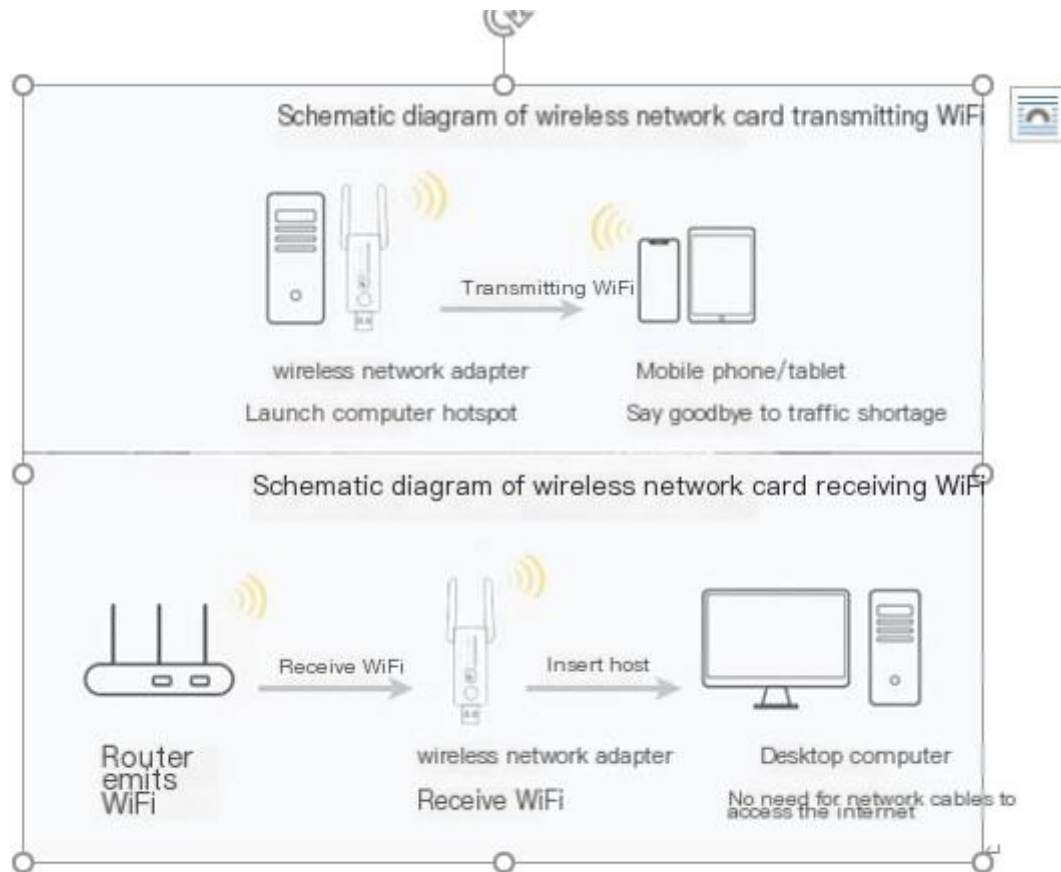 Schematic diagram of wireless network card transmitting WiFi
Transmitting WiFi
wireless network adapter
Mobile phone/tablet
Launch computer hotspot
Say goodbye to traffic shortage
Schematic diagram of wireless network card receiving WiFi
Receive WiFi
Insert host
Router
emits
WiFi
wireless network adapter
Receive WiFi
Desktop computer
No need for network cables to
access the internet